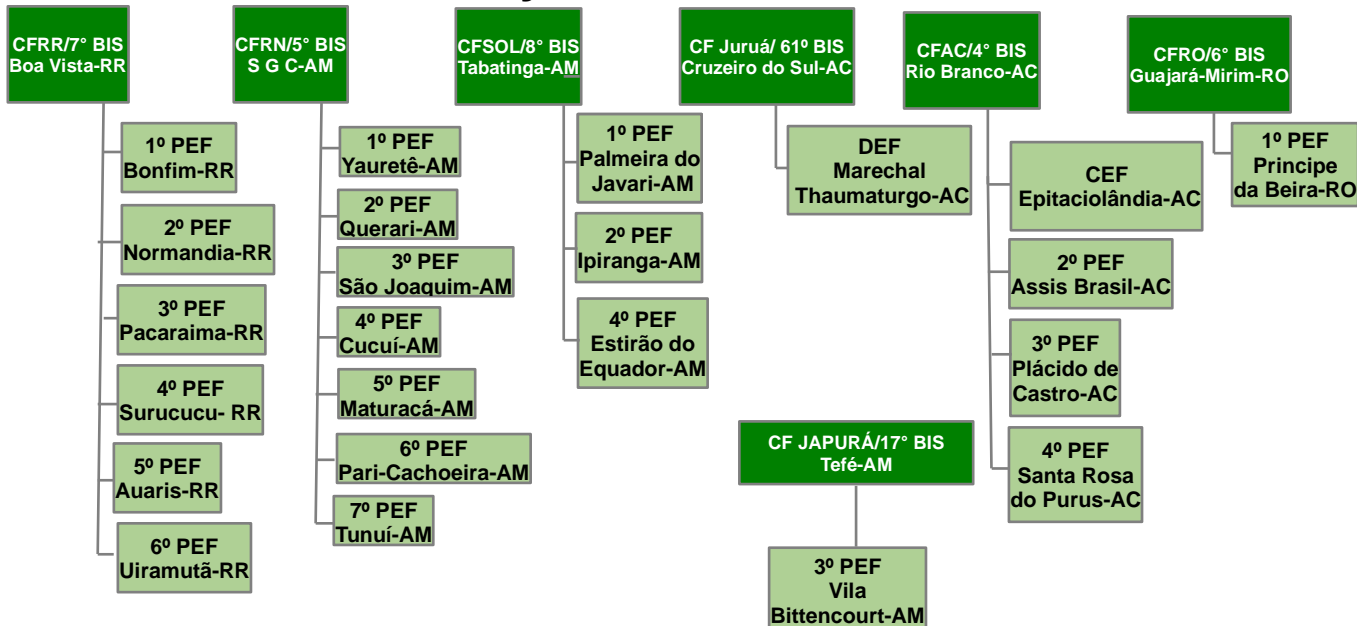 CFRR/7° BIS
Boa Vista-RR
1º PEF
Bonfim-RR
2º PEF
Normandia-RR
3º PEF
Pacaraima-RR
4º PEF
Surucucu- RR
5º PEF
Auaris-RR
6º PEF
Uiramutã-RR
CFRN/5° BIS
S G C-AM
1º PEF
Yauretê-AM
2º PEF
Querari-AM
3º PEF
São Joaquim-AM
4º PEF
Cucuí-AM
5º PEF
Maturacá-AM
6º PEF
Pari-Cachoeira-AM
7º PEF
Tunuí-AM
CFSOL/8° BIS
Tabatinga-AM
1º PEF
Palmeira do
Javari-AM
2º PEF
Ipiranga-AM
4º PEF
Estirão do
Equador-AM
CF Juruá/ 61º BIS
Cruzeiro do Sul-AC
DEF
Marechal
Thaumaturgo-AC
CFAC/4° BIS
Rio Branco-AC
CEF
Epitaciolândia-AC
2º PEF
Assis Brasil-AC
3º PEF
Plácido de
Castro-AC
4º PEF
Santa Rosa
do Purus-AC
CFRO/6° BIS
Guajará-Mirim-RO
1º PEF
Principe
da Beira-RO
CF JAPURÁ/17° BIS
Tefé-AM
3º PEF
Vila
Bittencourt-AM